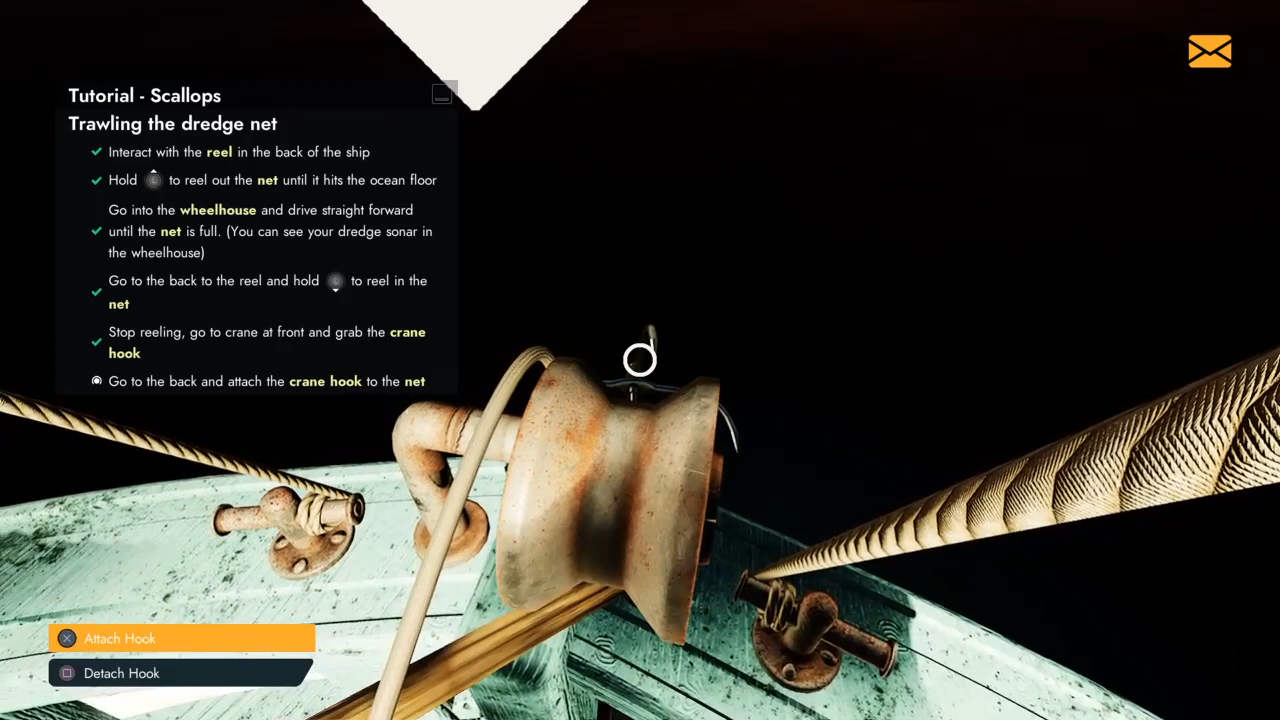 Tutorial - Scallops
Trawling the dredge net
Interact with the reel in the back of the ship
Hold to reel out the net until it hits the ocean floor
Go into the wheelhouse and drive straight forward
until the net is full. (You can see your dredge sonar in
the wheelhouse)
Go to the back to the reel and hold to reel in the
net
Stop reeling, go to crane at front and grab the crane
hook
Go to the back and attach the crane hook to the net
Attach Hook
Detach Hook